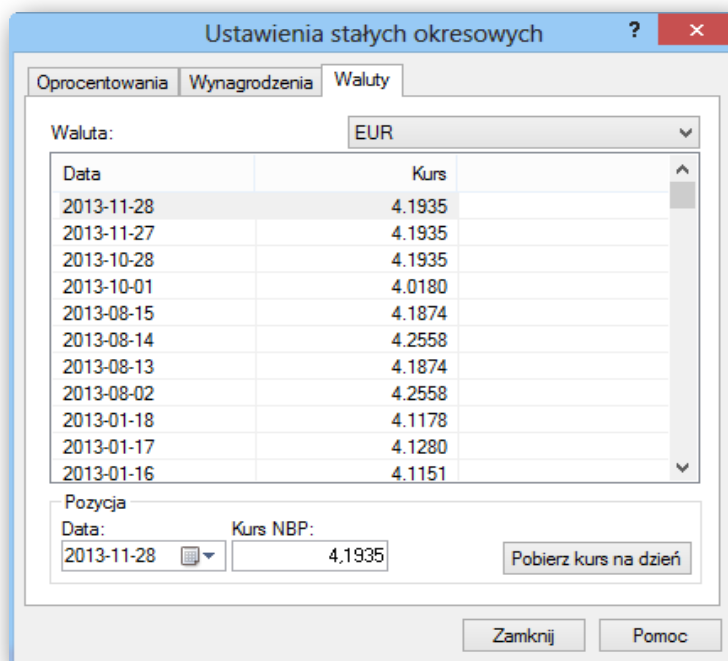 Ustawienia stałych okresowych ? ×
Oprocentowania Wynagrodzenia Waluty
Waluta: EUR
Data Kurs
2013-11-28 4.1935
2013-11-27 4.1935
2013-10-28 4.1935
2013-10-01 4.0180
2013-08-15 4.1874
2013-08-14 4.2558
2013-08-13 4.1874
2013-08-02 4.2558
2013-01-18 4.1178
2013-01-17 4.1280
2013-01-16 4.1151
Pozycja
Data: Kurs NBP:
2013-11-28 4,1935 Pobierz kurs na dzień
Zamknij Pomoc